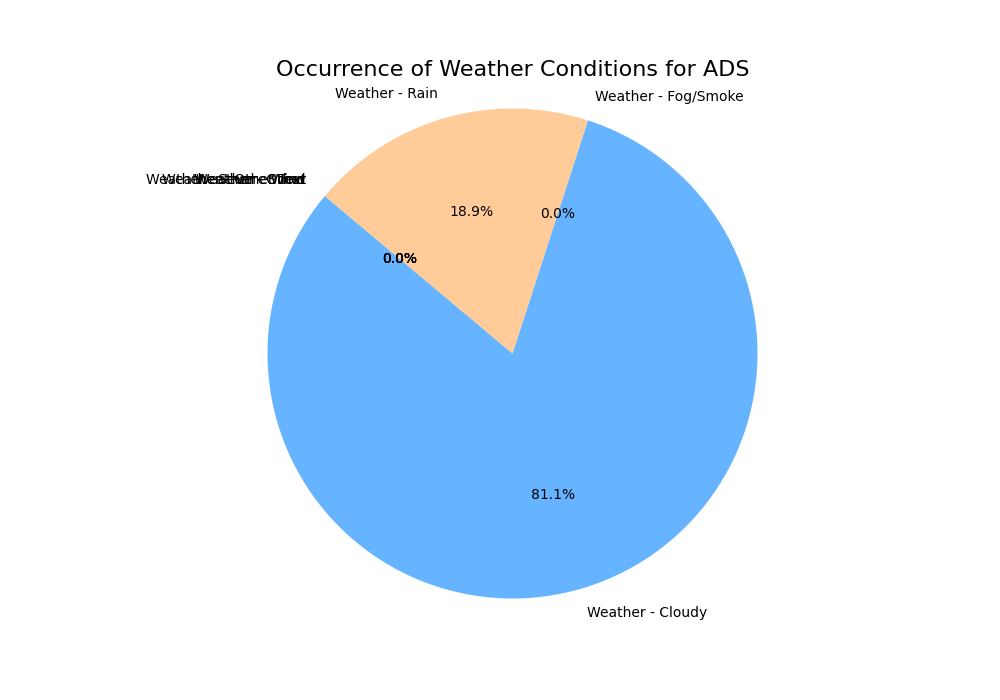 Occurrence of Weather Conditions for ADS
Weather - Rain
Weather - Fog/Smoke
18.9%
0.0%
0.0%
81.1%
Weather - Cloudy